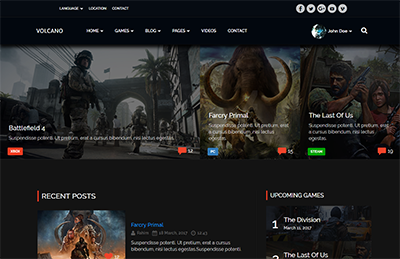 LANGUAGE LOCATION CONTACT
VOLCANO HOME GAMES BLOG PAGES VIDEOS CONTACT John Doe
Battlefield 4
Suspendisse potenti. Ut pretium, erat a cursus bibendum, nisi lectus egestas.
XBOX 12
Farcry Primal
Suspendisse potenti. Ut pretium, erat a cursus bibendum, nisi lectus egestas.
PC 15
The Last Of Us
Suspendisse potenti. Ut pretium, erat a cursus bibendum, nisi lectus egestas.
STEAM 10
RECENT POSTS
Farcry Primal
18 March, 2017 12:43
Suspendisse potenti. Ut pretium, erat a cursus bibendum, nisi lectus egestas. Suspendisse potenti.
UPCOMING GAMES
1 The Division
March 11, 2017
2 The Last Of Us